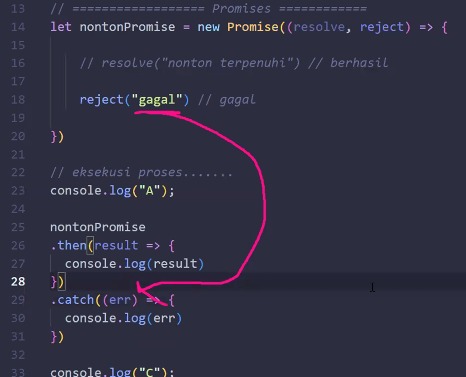 13 // ================== Promises ============
14 let nontonPromise = new Promise((resolve, reject) => {
15
16 // resolve("nonton terpenuhi") // berhasil
17
18 reject("gagal") // gagal
19
20 })
21
22 // eksekusi proses.......
23 console.log("A");
24
25 nontonPromise
26 .then(result => {
27 console.log(result)
28 })
29 .catch((err) => {
30 console.log(err)
31 })
32
33 console.log("C");